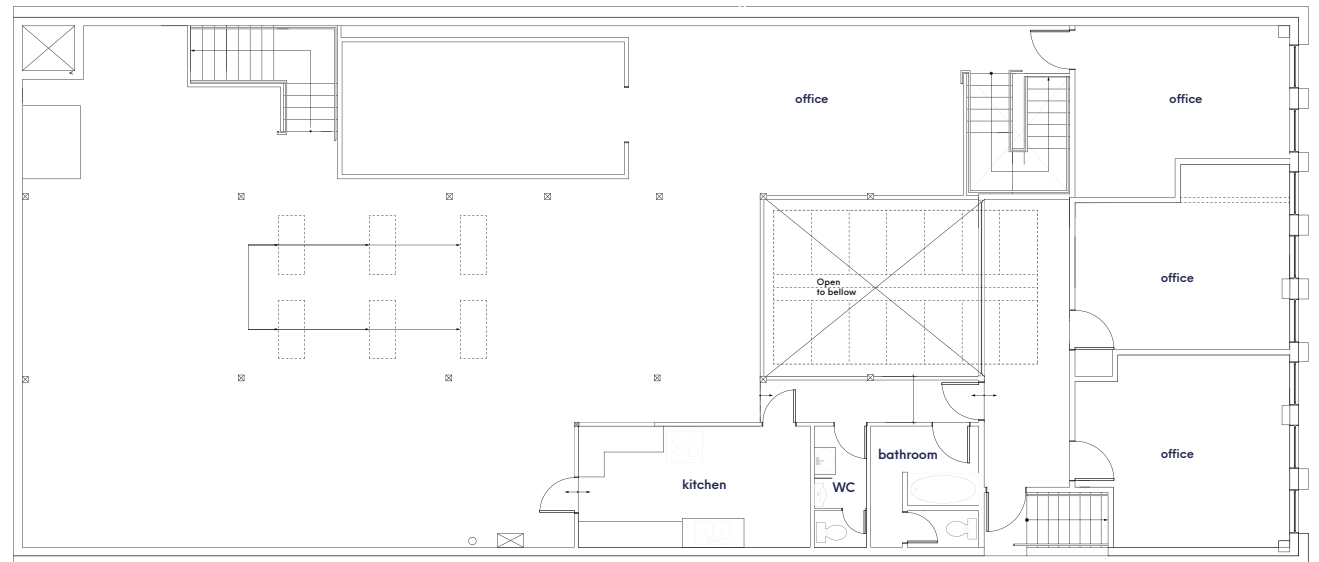 office
office
office
Open
to bellow
office
bathroom
kitchen
WC